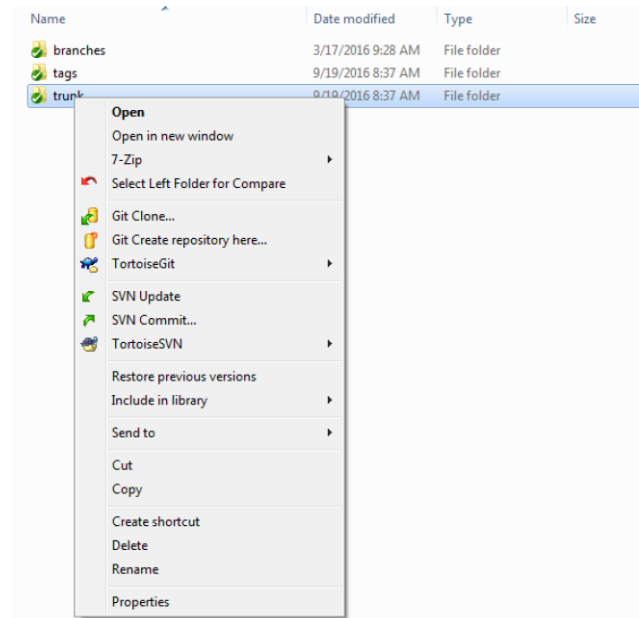 Name Date modified Type Size
branches 3/17/2016 9:28 AM File folder
tags 9/19/2016 8:37 AM File folder
trunk 9/19/2016 8:37 AM File folder
Open
Open in new window
7-Zip
Select Left Folder for Compare
Git Clone...
Git Create repository here...
TortoiseGit
SVN Update
SVN Commit...
TortoiseSVN
Restore previous versions
Include in library
Send to
Cut
Copy
Create shortcut
Delete
Rename
Properties